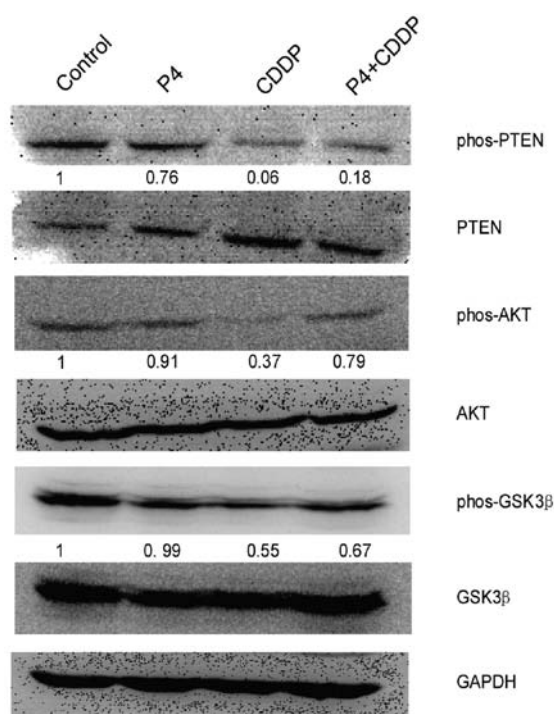 Control P4 CDDP P4+CDDP
phos-PTEN
1 0.76 0.06 0.18
PTEN
phos-AKT
1 0.91 0.37 0.79
AKT
phos-GSK3β
1 0. 99 0.55 0.67
GSK3β
GAPDH